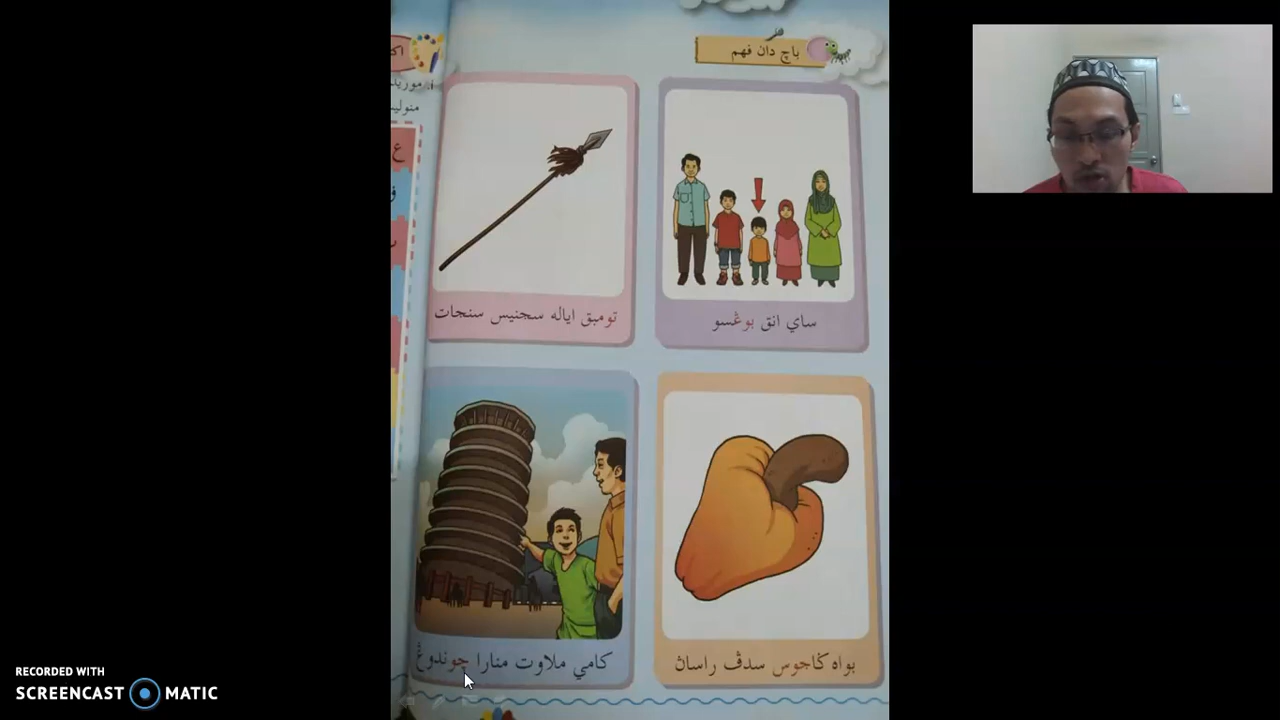 باچ دان فهم
ساي انق بوڠسو
تومبق اياله سجنيس سنجات
بواه ݢاجوس سدڤ راساڽ
كامي ملاوت منارا چوندوڠ
RECORDED WITH
SCREENCAST MATIC